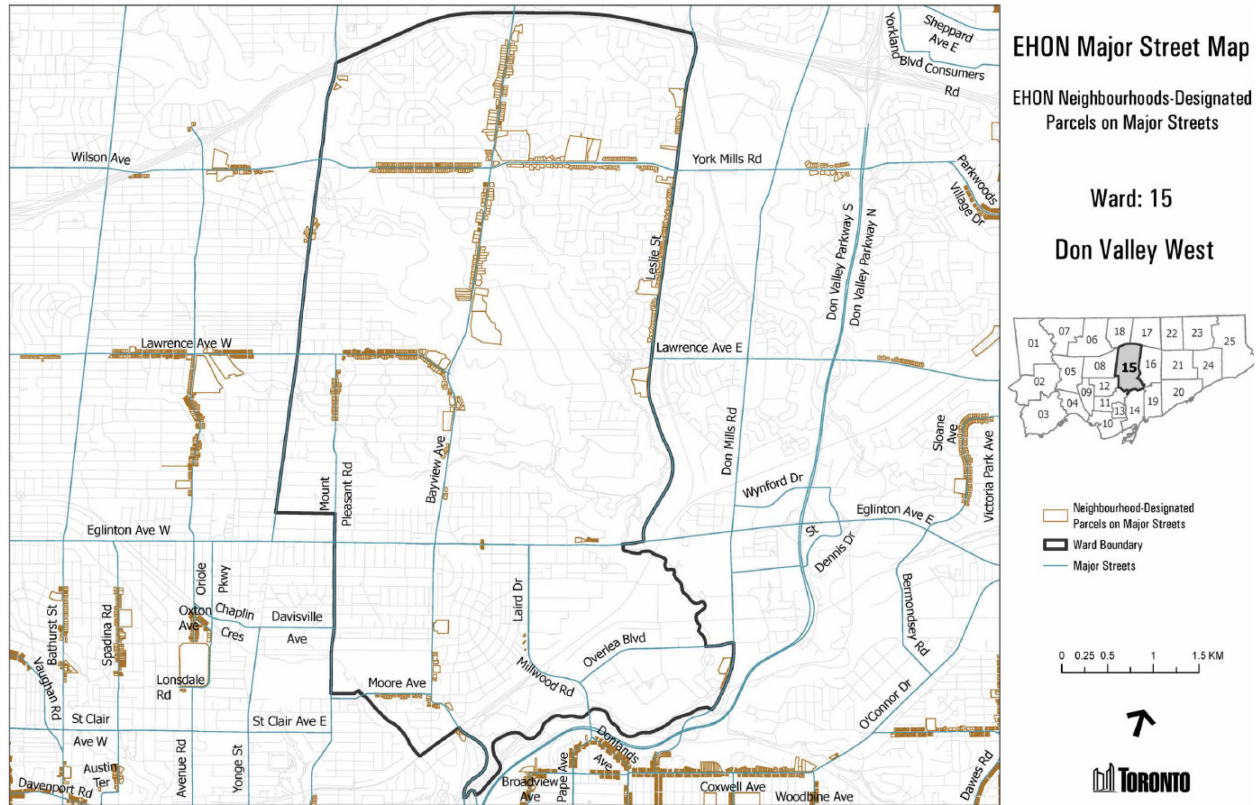 EHON Major Street Map
EHON Neighbourhoods-Designated
Parcels on Major Streets
Ward: 15
Don Valley West
01
07
06
18
17
22
23
25
05
08
15
16
21
24
02
12
09
11
19
20
03
04
13
14
10
Neighbourhood-Designated
Parcels on Major Streets
Ward Boundary
Major Streets
0 0.25 0.5 1 1.5 KM
TORONTO
Sheppard
Ave E
Yorkland
Blvd Consumers
Rd
Wilson Ave
York Mills Rd
Parkwoods
Village Dr
Don Valley Parkway S
Don Valley Parkway N
Leslie St
Lawrence Ave W
Lawrence Ave E
Mount
Pleasant Rd
Bayview Ave
Don Mills Rd
Sloane
Ave
Victoria Park Ave
Wynford Dr
Eglinton Ave W
Eglinton Ave E
St
Dennis Dr
Bathurst St
Spadina Rd
Oriole
Pkwy
Oxton
Ave
Chaplin
Cres
Davisville
Ave
Laird Dr
Overlea Blvd
Bermondsey Rd
Vaughan Rd
Lonsdale
Rd
Moore Ave
Millwood Rd
O'Connor Dr
St Clair
Ave W
St Clair Ave E
Austin
Ter
Davenport Rd
Avenue Rd
Yonge St
Donlands
Ave
Broadview
Ave
Pape Ave
Coxwell Ave
Woodbine Ave
Dawes Rd